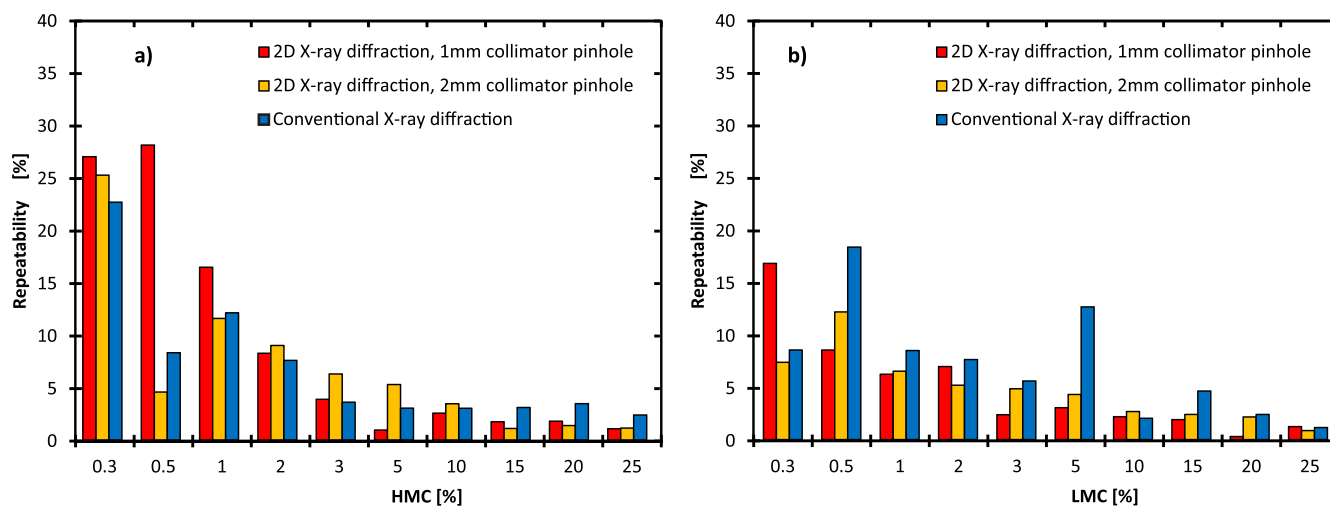 a)
2D X-ray diffraction, 1mm collimator pinhole
2D X-ray diffraction, 2mm collimator pinhole
Conventional X-ray diffraction
Repeatability [%]
40
35
30
25
20
15
10
5
0
0.3 0.5 1 2 3 5 10 15 20 25
HMC [%]
b)
2D X-ray diffraction, 1mm collimator pinhole
2D X-ray diffraction, 2mm collimator pinhole
Conventional X-ray diffraction
Repeatability [%]
40
35
30
25
20
15
10
5
0
0.3 0.5 1 2 3 5 10 15 20 25
LMC [%]